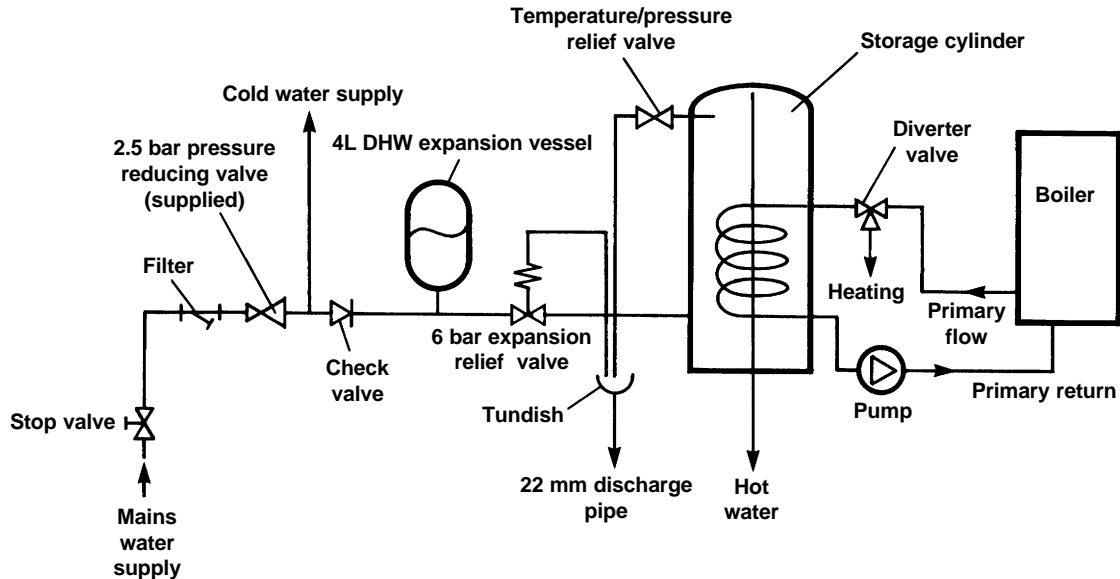 Temperature/pressure
relief valve
Storage cylinder
Cold water supply
4L DHW expansion vessel
2.5 bar pressure
reducing valve
(supplied)
Diverter
valve
Boiler
Filter
Heating
Primary
flow
6 bar expansion
relief valve
Check
valve
Stop valve
Tundish
Pump
Primary return
22 mm discharge
pipe
Hot
water
Mains
water
supply